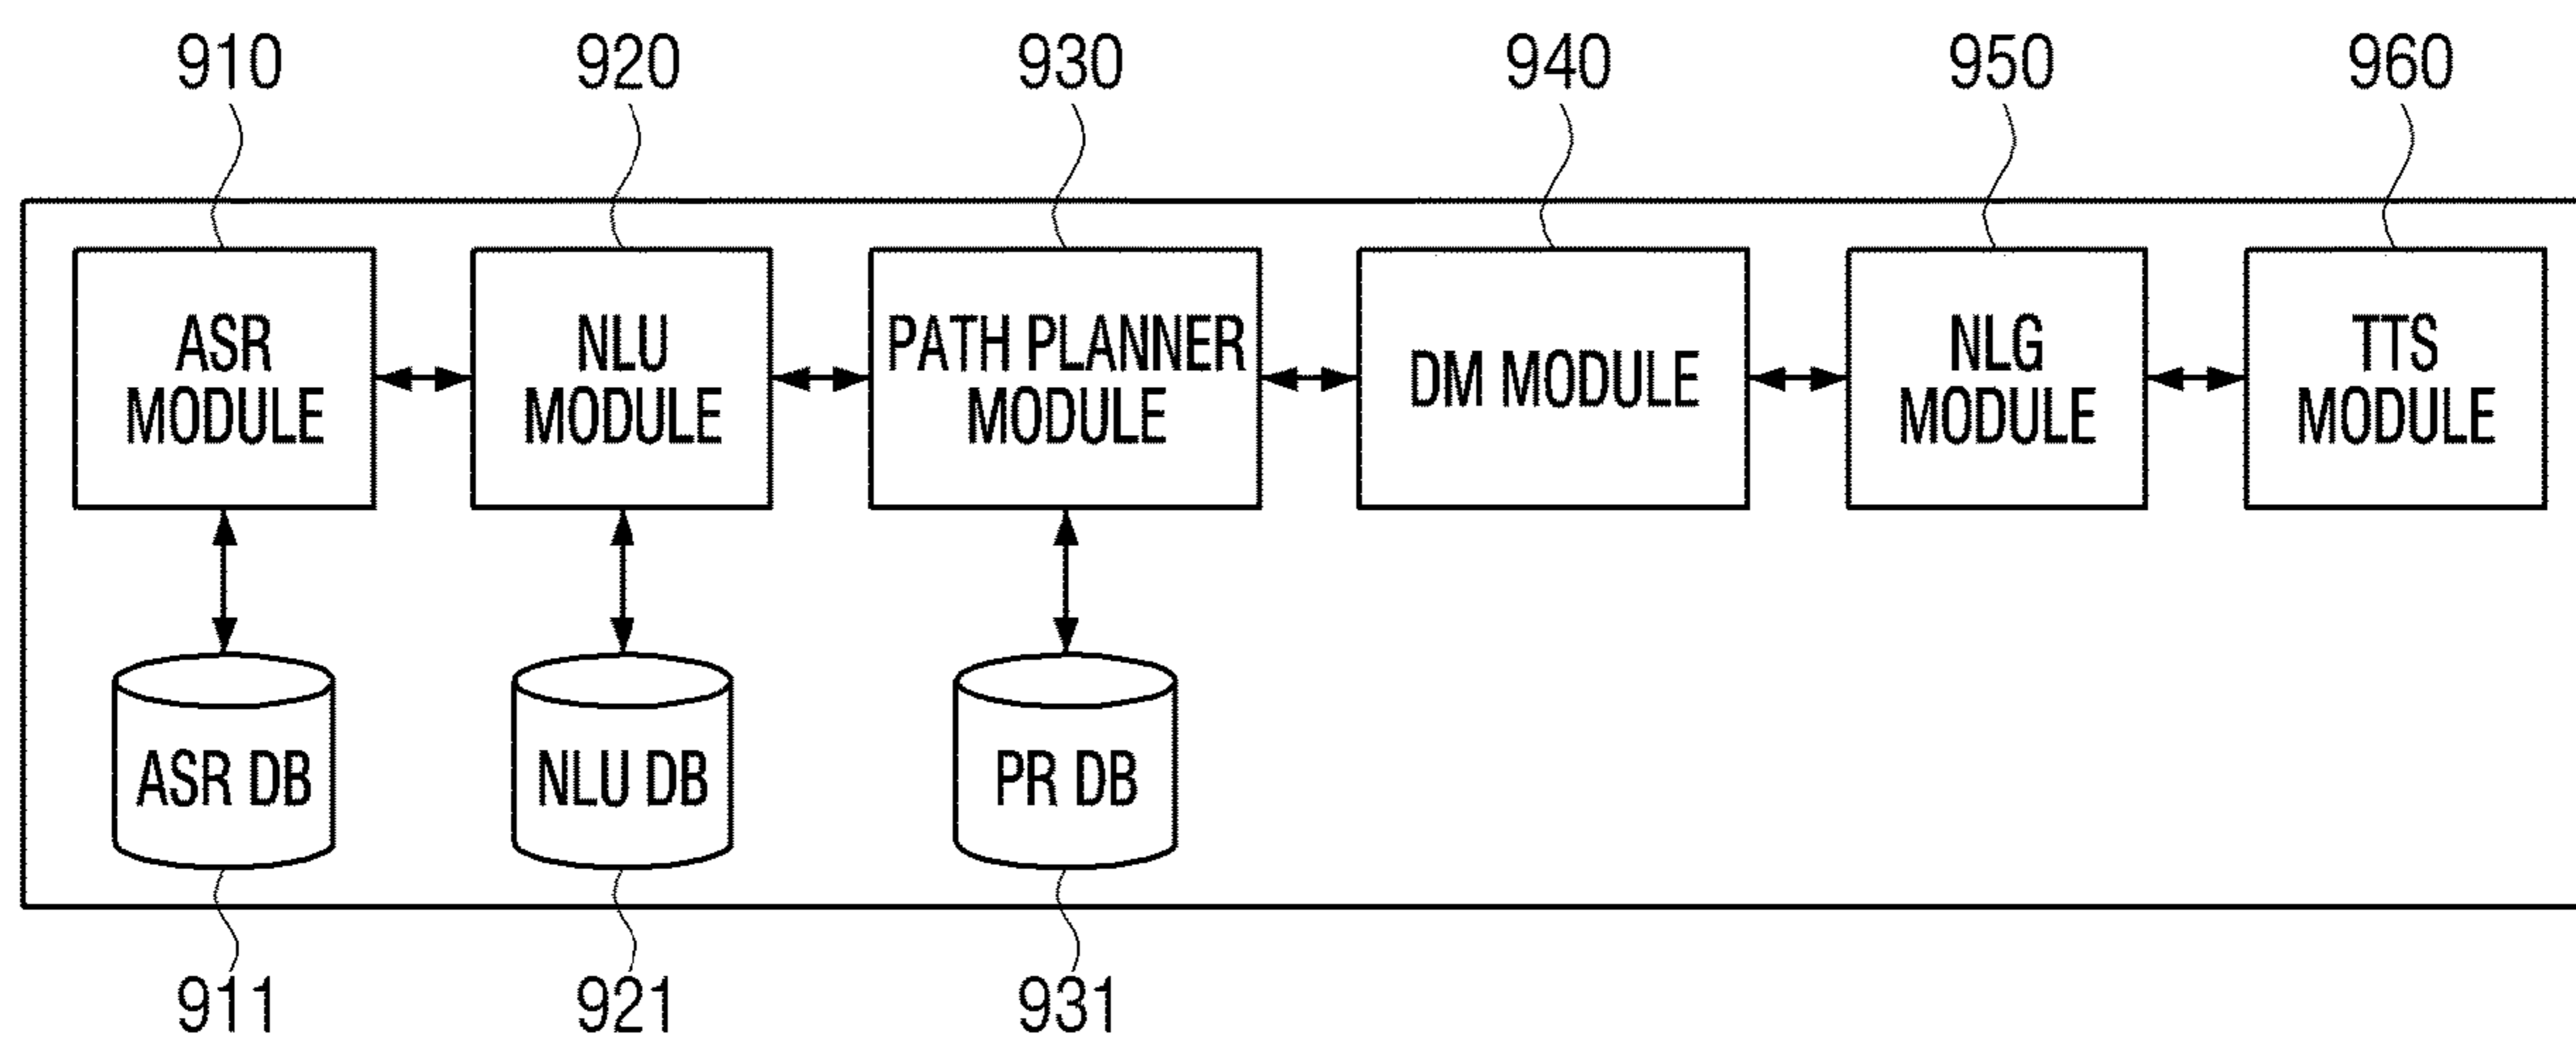 910 920 930 940 950 960
ASR
MODULE
NLU
MODULE
PATH PLANNER
MODULE
DM MODULE
NLG
MODULE
TTS
MODULE
ASR DB
NLU DB
PR DB
911 921 931